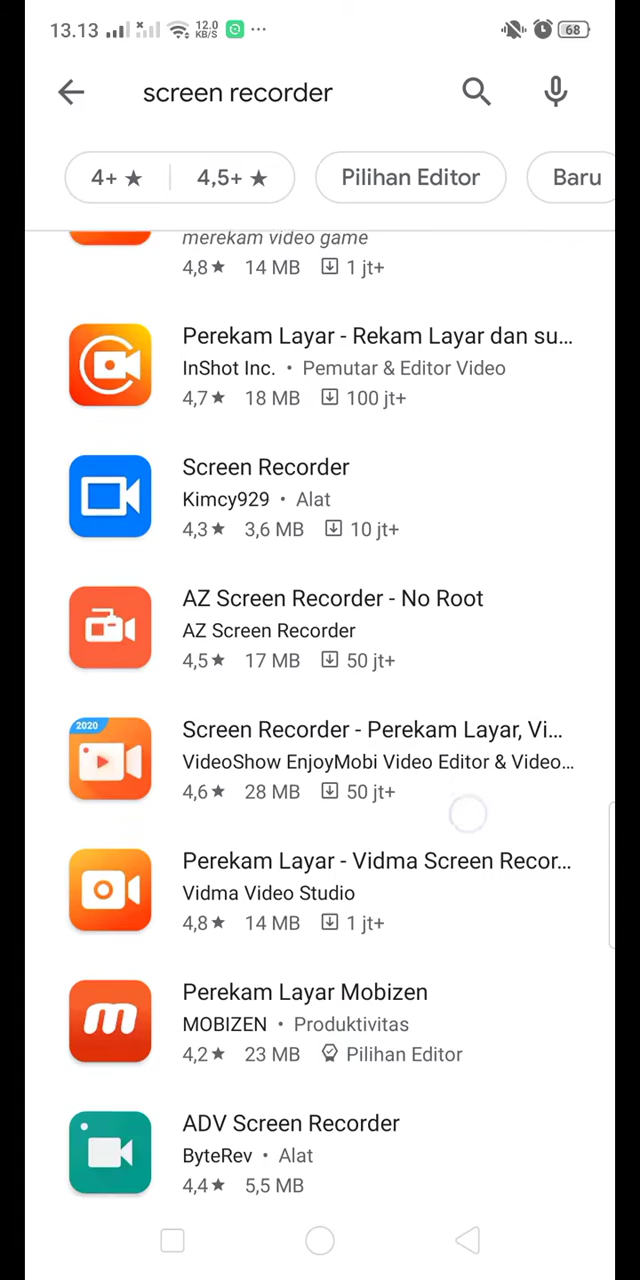 13.13 12.0 KB/S 68
screen recorder
4+ ★ 4,5+ ★ Pilihan Editor Baru
merekam video game
4,8★ 14 MB 1 jt+
Perekam Layar - Rekam Layar dan su...
InShot Inc. • Pemutar & Editor Video
4,7★ 18 MB 100 jt+
Screen Recorder
Kimcy929 • Alat
4,3★ 3,6 MB 10 jt+
AZ Screen Recorder - No Root
AZ Screen Recorder
4,5★ 17 MB 50 jt+
2020
Screen Recorder - Perekam Layar, Vi...
VideoShow EnjoyMobi Video Editor & Video...
4,6★ 28 MB 50 jt+
Perekam Layar - Vidma Screen Recor...
Vidma Video Studio
4,8★ 14 MB 1 jt+
m
Perekam Layar Mobizen
MOBIZEN • Produktivitas
4,2★ 23 MB Pilihan Editor
ADV Screen Recorder
ByteRev • Alat
4,4★ 5,5 MB